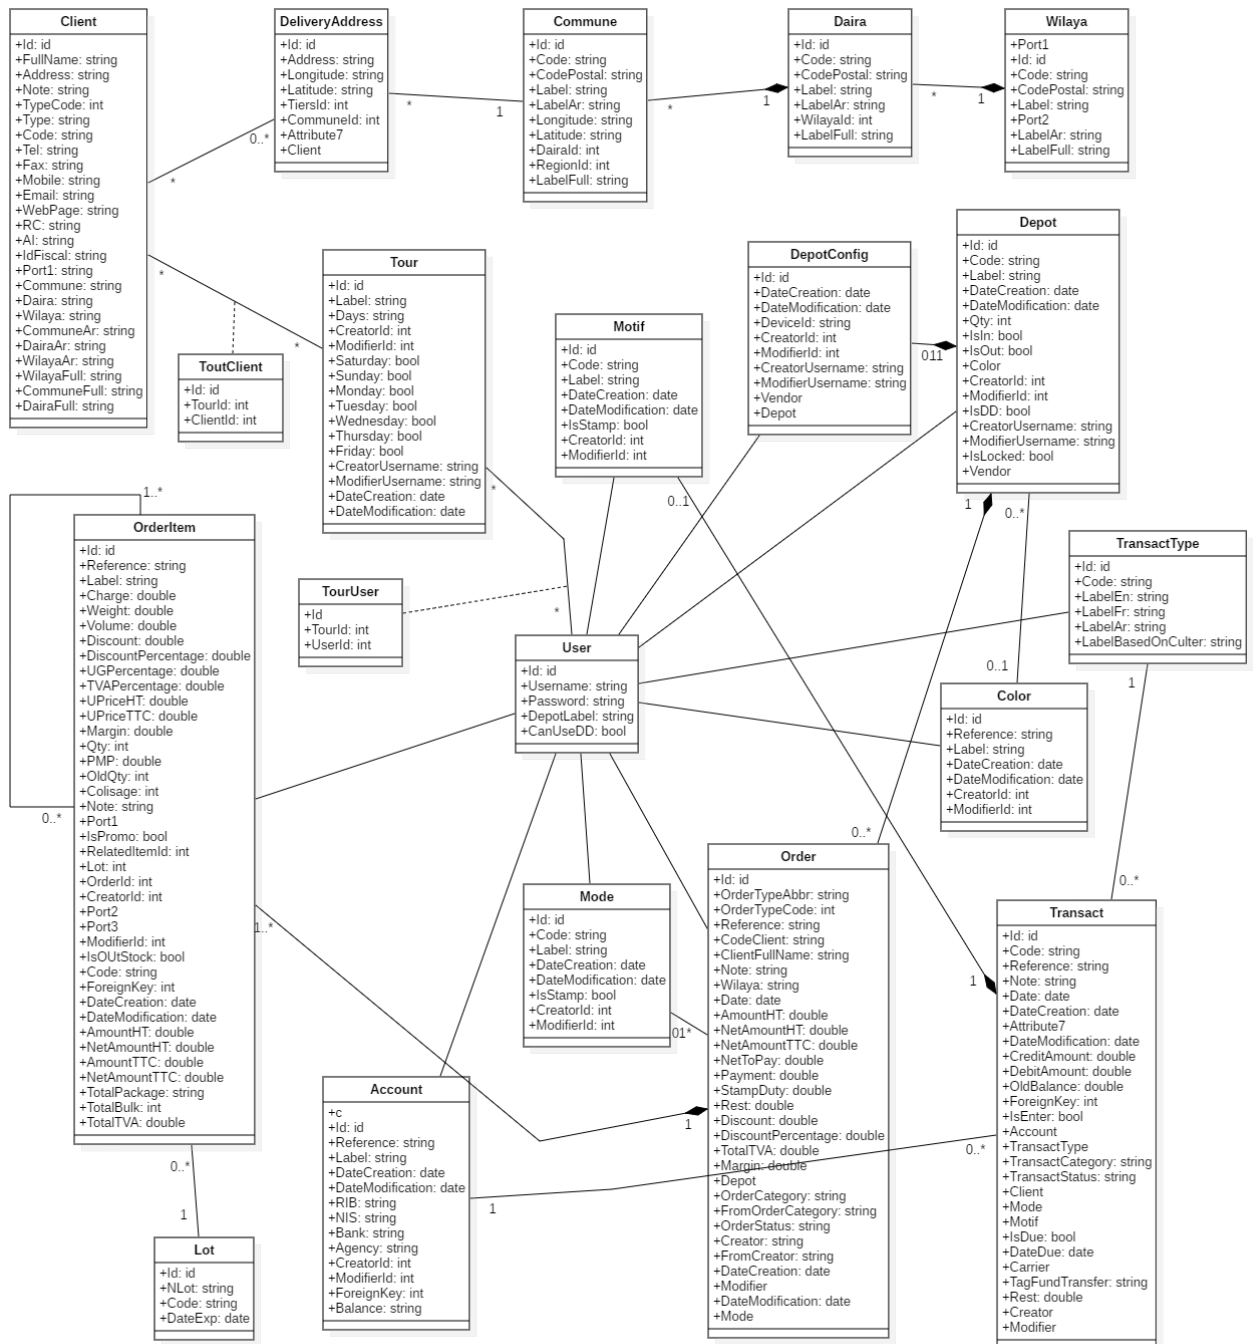 Client
+Id: id
+FullName: string
+Address: string
+Note: string
+TypeCode: int
+Type: string
+Code: string
+Tel: string
+Fax: string
+Mobile: string
+Email: string
+WebPage: string
+RC: string
+AI: string
+IdFiscal: string
+Port1: string
+Commune: string
+Daira: string
+Wilaya: string
+CommuneAr: string
+DairaAr: string
+WilayaAr: string
+WilayaFull: string
+CommuneFull: string
+DairaFull: string
0..*
*
DeliveryAddress
+Id: id
+Address: string
+Longitude: string
+Latitude: string
+TiersId: int
+CommuneId: int
+Attribute7
+Client
*
1
Commune
+Id: id
+Code: string
+CodePostal: string
+Label: string
+LabelAr: string
+Longitude: string
+Latitude: string
+DairaId: int
+RegionId: int
+LabelFull: string
*
1
Daira
+Id: id
+Code: string
+CodePostal: string
+Label: string
+LabelAr: string
+WilayaId: int
+LabelFull: string
*
1
Wilaya
+Port1
+Id: id
+Code: string
+CodePostal: string
+Label: string
+Port2
+LabelAr: string
+LabelFull: string
*
*
ToutClient
+Id: id
+TourId: int
+ClientId: int
Tour
+Id: id
+Label: string
+Days: string
+CreatorId: int
+ModifierId: int
+Saturday: bool
+Sunday: bool
+Monday: bool
+Tuesday: bool
+Wednesday: bool
+Thursday: bool
+Friday: bool
+CreatorUsername: string
+ModifierUsername: string
+DateCreation: date
+DateModification: date
*
*
Motif
+Id: id
+Code: string
+Label: string
+DateCreation: date
+DateModification: date
+IsStamp: bool
+CreatorId: int
+ModifierId: int
0..1
DepotConfig
+Id: id
+DateCreation: date
+DateModification: date
+DeviceId: string
+CreatorId: int
+ModifierId: int
+CreatorUsername: string
+ModifierUsername: string
+Vendor
+Depot
011
Depot
+Id: id
+Code: string
+Label: string
+DateCreation: date
+DateModification: date
+Qty: int
+IsIn: bool
+IsOut: bool
+Color
+CreatorId: int
+ModifierId: int
+IsDD: bool
+CreatorUsername: string
+ModifierUsername: string
+IsLocked: bool
+Vendor
1
0..*
TransactType
+Id: id
+Code: string
+LabelEn: string
+LabelFr: string
+LabelAr: string
+LabelBasedOnCulter: string
1
0..*
1..*
OrderItem
+Id: id
+Reference: string
+Label: string
+Charge: double
+Weight: double
+Volume: double
+Discount: double
+DiscountPercentage: double
+UGPercentage: double
+TVAPercentage: double
+UPriceHT: double
+UPriceTTC: double
+Margin: double
+Qty: int
+PMP: double
+OldQty: int
+Colisage: int
+Note: string
+Port1
+IsPromo: bool
+RelatedItemId: int
+Lot: int
+OrderId: int
+CreatorId: int
+Port2
+Port3
+ModifierId: int
+IsOUtStock: bool
+Code: string
+ForeignKey: int
+DateCreation: date
+DateModification: date
+AmountHT: double
+NetAmountHT: double
+AmountTTC: double
+NetAmountTTC: double
+TotalPackage: string
+TotalBulk: int
+TotalTVA: double
0..*
1..*
0..*
1
TourUser
+Id
+TourId: int
+UserId: int
User
+Id: id
+Username: string
+Password: string
+DepotLabel: string
+CanUseDD: bool
0..1
Color
+Id: id
+Reference: string
+Label: string
+DateCreation: date
+DateModification: date
+CreatorId: int
+ModifierId: int
Mode
+Id: id
+Code: string
+Label: string
+DateCreation: date
+DateModification: date
+IsStamp: bool
+CreatorId: int
+ModifierId: int
01*
0..*
Order
+Id: id
+OrderTypeAbbr: string
+OrderTypeCode: int
+Reference: string
+CodeClient: string
+ClientFullName: string
+Note: string
+Wilaya: string
+Date: date
+AmountHT: double
+NetAmountHT: double
+NetAmountTTC: double
+NetToPay: double
+Payment: double
+StampDuty: double
+Rest: double
+Discount: double
+DiscountPercentage: double
+TotalTVA: double
+Margin: double
+Depot
+OrderCategory: string
+FromOrderCategory: string
+OrderStatus: string
+Creator: string
+FromCreator: string
+DateCreation: date
+Modifier
+DateModification: date
+Mode
1
1
Transact
+Id: id
+Code: string
+Reference: string
+Note: string
+Date: date
+DateCreation: date
+Attribute7
+DateModification: date
+CreditAmount: double
+DebitAmount: double
+OldBalance: double
+ForeignKey: int
+IsEnter: bool
+Account
+TransactType
+TransactCategory: string
+TransactStatus: string
+Client
+Mode
+Motif
+IsDue: bool
+DateDue: date
+Carrier
+TagFundTransfer: string
+Rest: double
+Creator
+Modifier
0..*
1
Account
+c
+Id: id
+Reference: string
+Label: string
+DateCreation: date
+DateModification: date
+RIB: string
+NIS: string
+Bank: string
+Agency: string
+CreatorId: int
+ModifierId: int
+ForeignKey: int
+Balance: string
Lot
+Id: id
+NLot: string
+Code: string
+DateExp: date